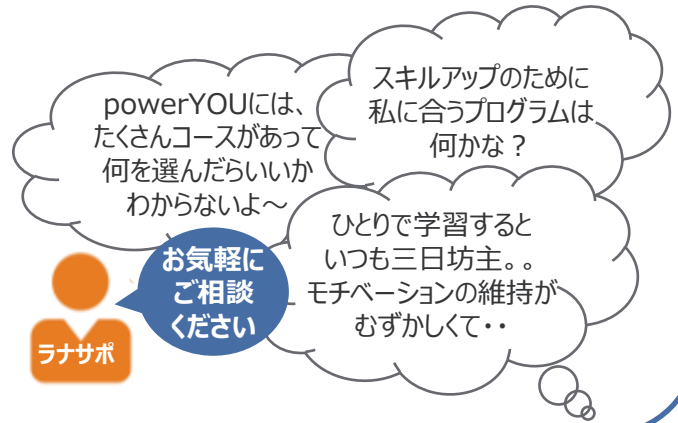 powerYOUには、
たくさんコースがあって
何を選んだらいいか
わからないよ～
スキルアップのために
私に合うプログラムは
何かな？
ひとりで学習すると
いつも三日坊主。。
モチベーションの維持が
むずかしくて・・
お気軽に
ご相談
ください
ラナサポ